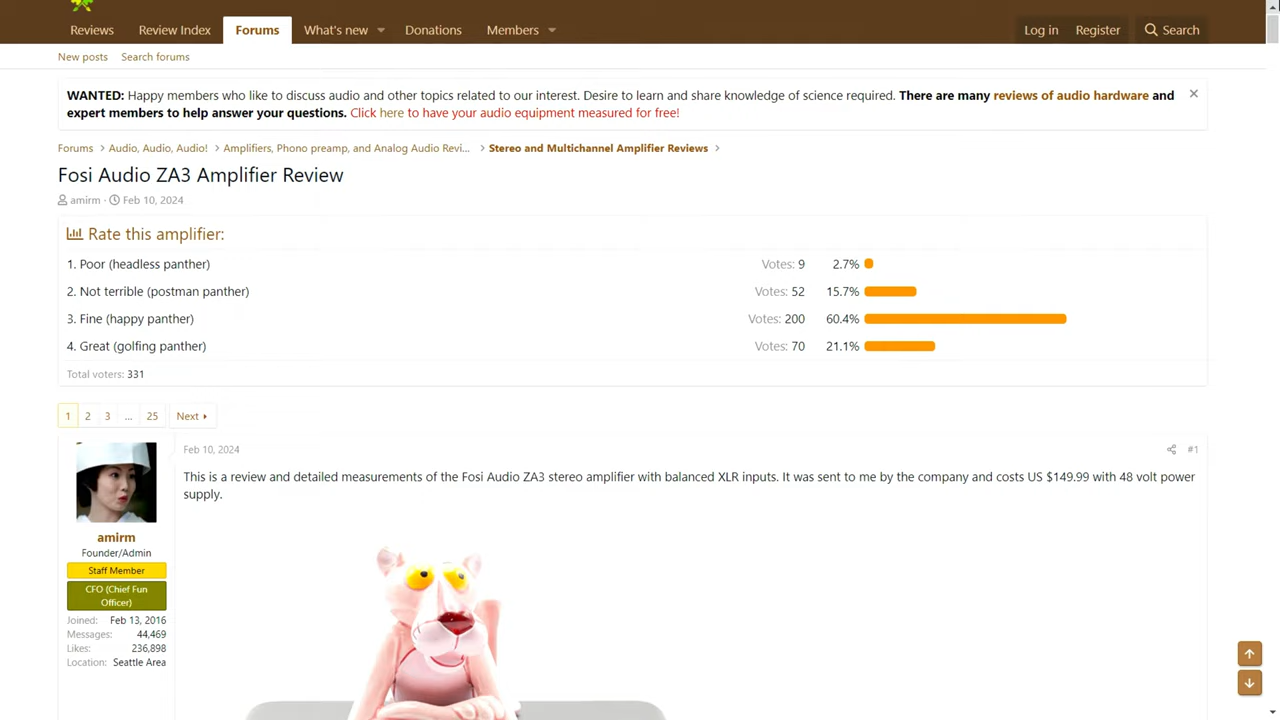 Reviews Review Index Forums What's new Donations Members Log in Register Search
New posts Search forums
WANTED: Happy members who like to discuss audio and other topics related to our interest. Desire to learn and share knowledge of science required. There are many reviews of audio hardware and
expert members to help answer your questions. Click here to have your audio equipment measured for free!
Forums Audio, Audio, Audio! Amplifiers, Phono preamp, and Analog Audio Revi... Stereo and Multichannel Amplifier Reviews
Fosi Audio ZA3 Amplifier Review
amirm · Feb 10, 2024
Rate this amplifier:
1. Poor (headless panther) Votes: 9 2.7%
2. Not terrible (postman panther) Votes: 52 15.7%
3. Fine (happy panther) Votes: 200 60.4%
4. Great (golfing panther) Votes: 70 21.1%
Total voters: 331
1 2 3 ... 25 Next
Feb 10, 2024 #1
This is a review and detailed measurements of the Fosi Audio ZA3 stereo amplifier with balanced XLR inputs. It was sent to me by the company and costs US $149.99 with 48 volt power
supply.
amirm
Founder/Admin
Staff Member
CFO (Chief Fun
Officer)
Joined: Feb 13, 2016
Messages: 44,469
Likes: 236,898
Location: Seattle Area